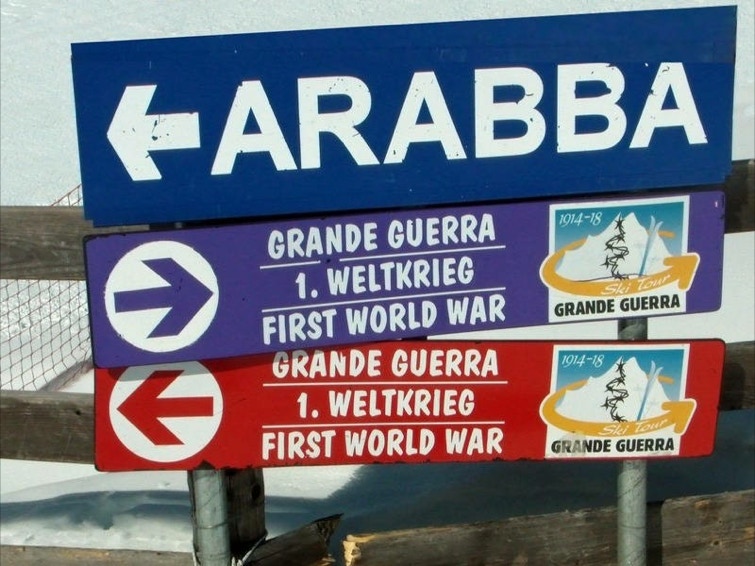 ARABBA
GRANDE GUERRA
1. WELTKRIEG
FIRST WORLD WAR
1914-18
Ski Tour
GRANDE GUERRA
GRANDE GUERRA
1. WELTKRIEG
FIRST WORLD WAR
1914-18
Ski Tour
GRANDE GUERRA